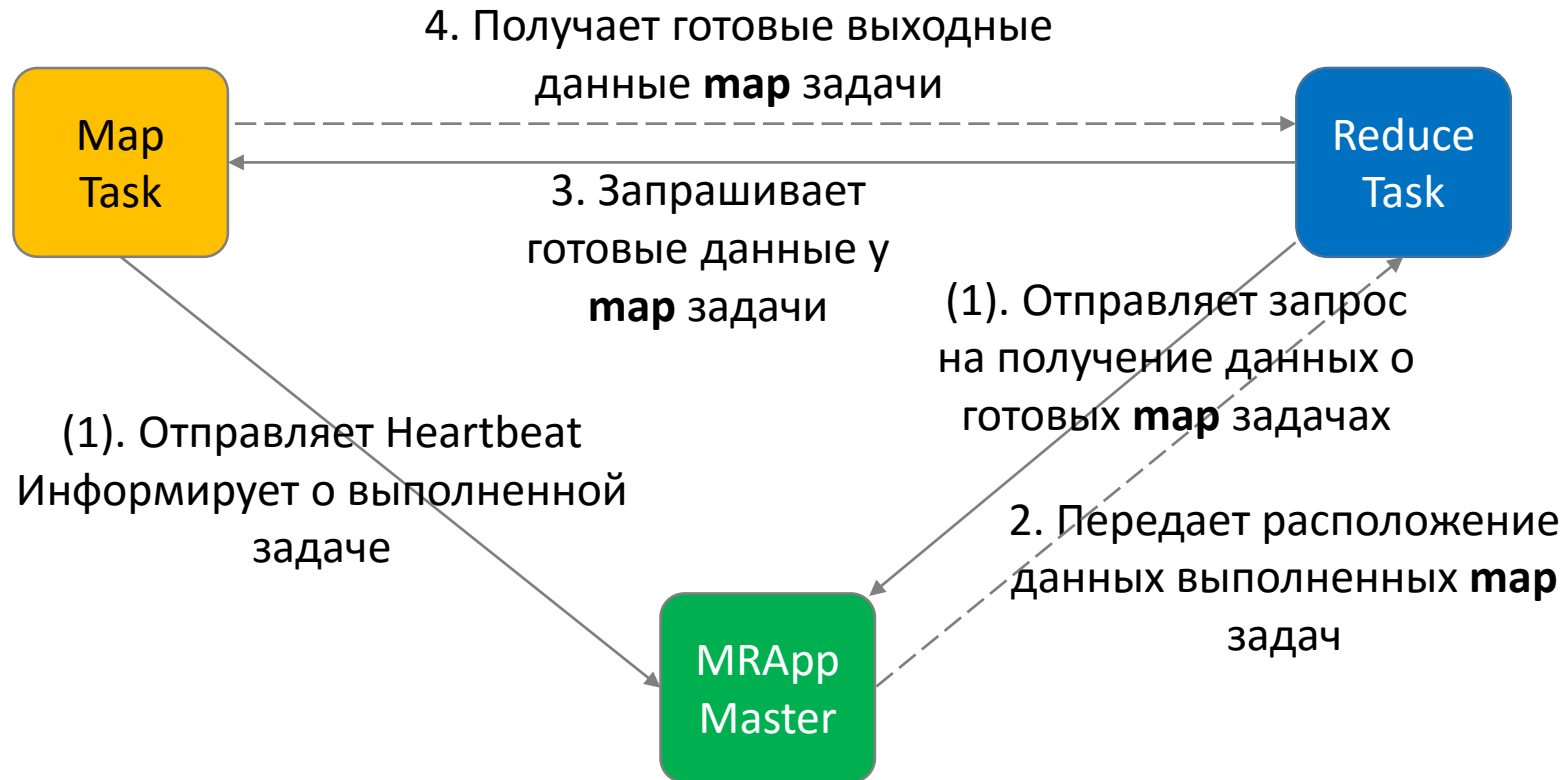 4. Получает готовые выходные
данные map задачи
Map
Task
Reduce
Task
3. Запрашивает
готовые данные у
map задачи
(1). Отправляет запрос
на получение данных о
готовых map задачах
(1). Отправляет Heartbeat
Информирует о выполненной
задаче
2. Передает расположение
данных выполненных map
задач
MRApp
Master